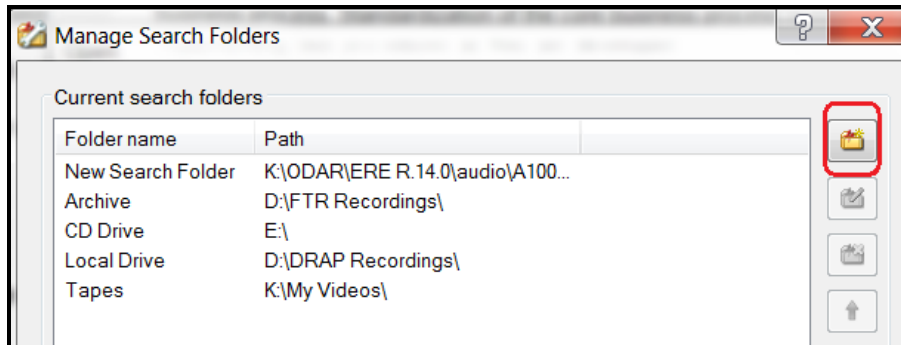 Manage Search Folders
Current search folders
Folder name Path
New Search Folder K:\ODAR\ERE R.14.0\audio\A100...
Archive D:\FTR Recordings\
CD Drive E:\
Local Drive D:\DRAP Recordings\
Tapes K:\My Videos\